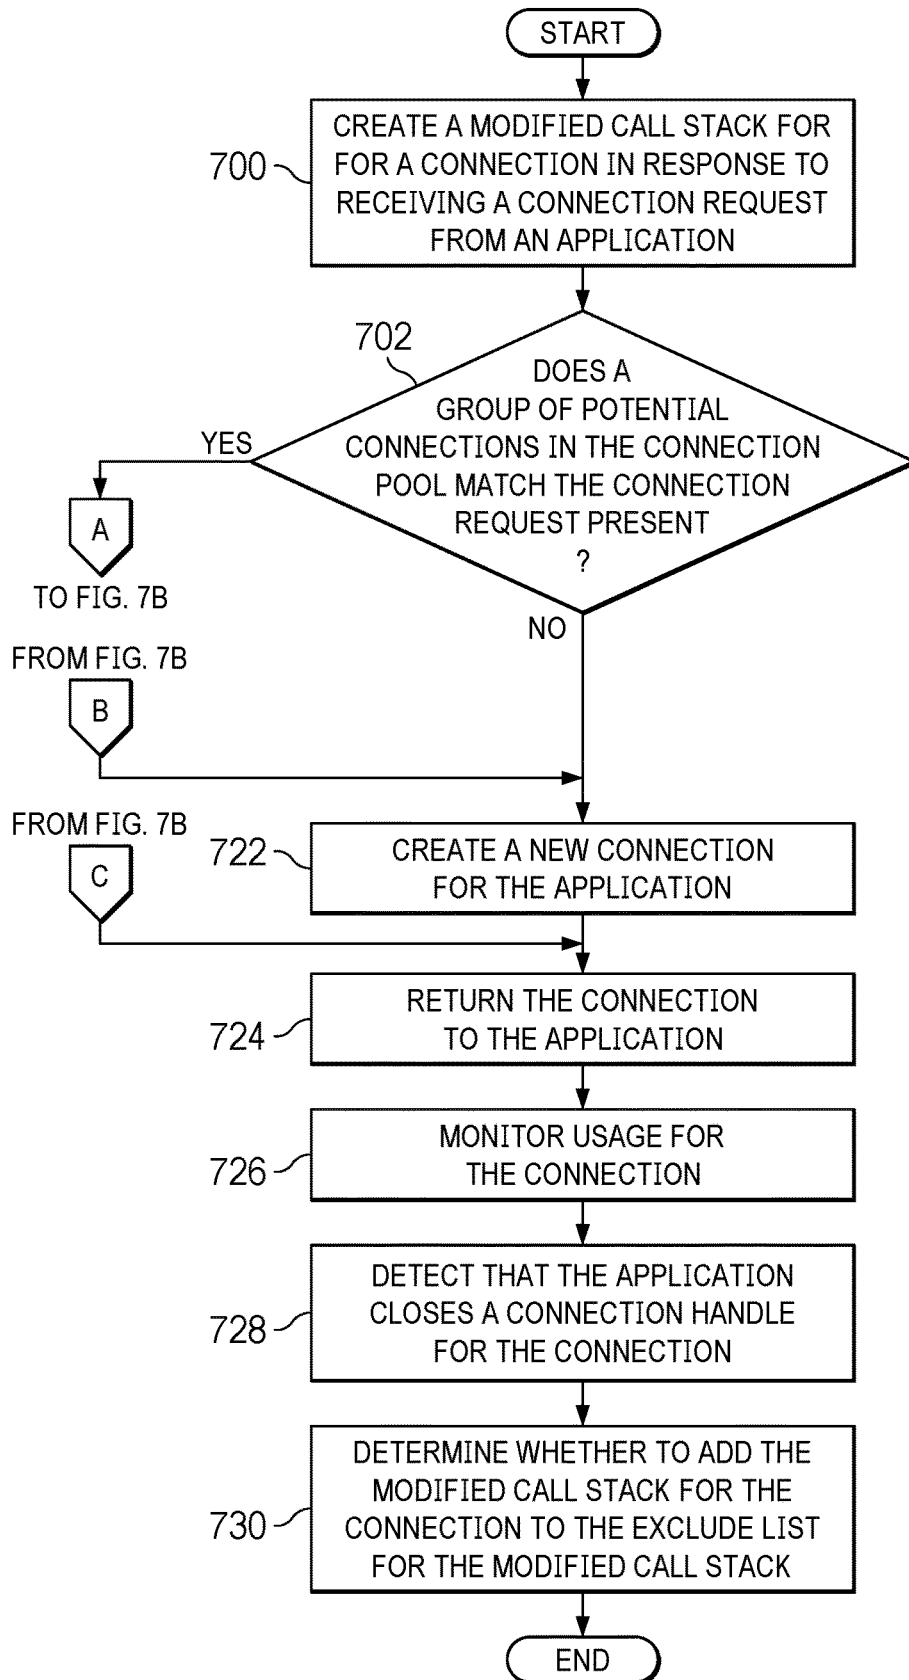 START
CREATE A MODIFIED CALL STACK FOR
FOR A CONNECTION IN RESPONSE TO
RECEIVING A CONNECTION REQUEST
FROM AN APPLICATION
700
702
DOES A
GROUP OF POTENTIAL
CONNECTIONS IN THE CONNECTION
POOL MATCH THE CONNECTION
REQUEST PRESENT
?
YES
A
TO FIG. 7B
NO
FROM FIG. 7B
B
FROM FIG. 7B
C
722
CREATE A NEW CONNECTION
FOR THE APPLICATION
724
RETURN THE CONNECTION
TO THE APPLICATION
726
MONITOR USAGE FOR
THE CONNECTION
728
DETECT THAT THE APPLICATION
CLOSES A CONNECTION HANDLE
FOR THE CONNECTION
730
DETERMINE WHETHER TO ADD THE
MODIFIED CALL STACK FOR THE
CONNECTION TO THE EXCLUDE LIST
FOR THE MODIFIED CALL STACK
END